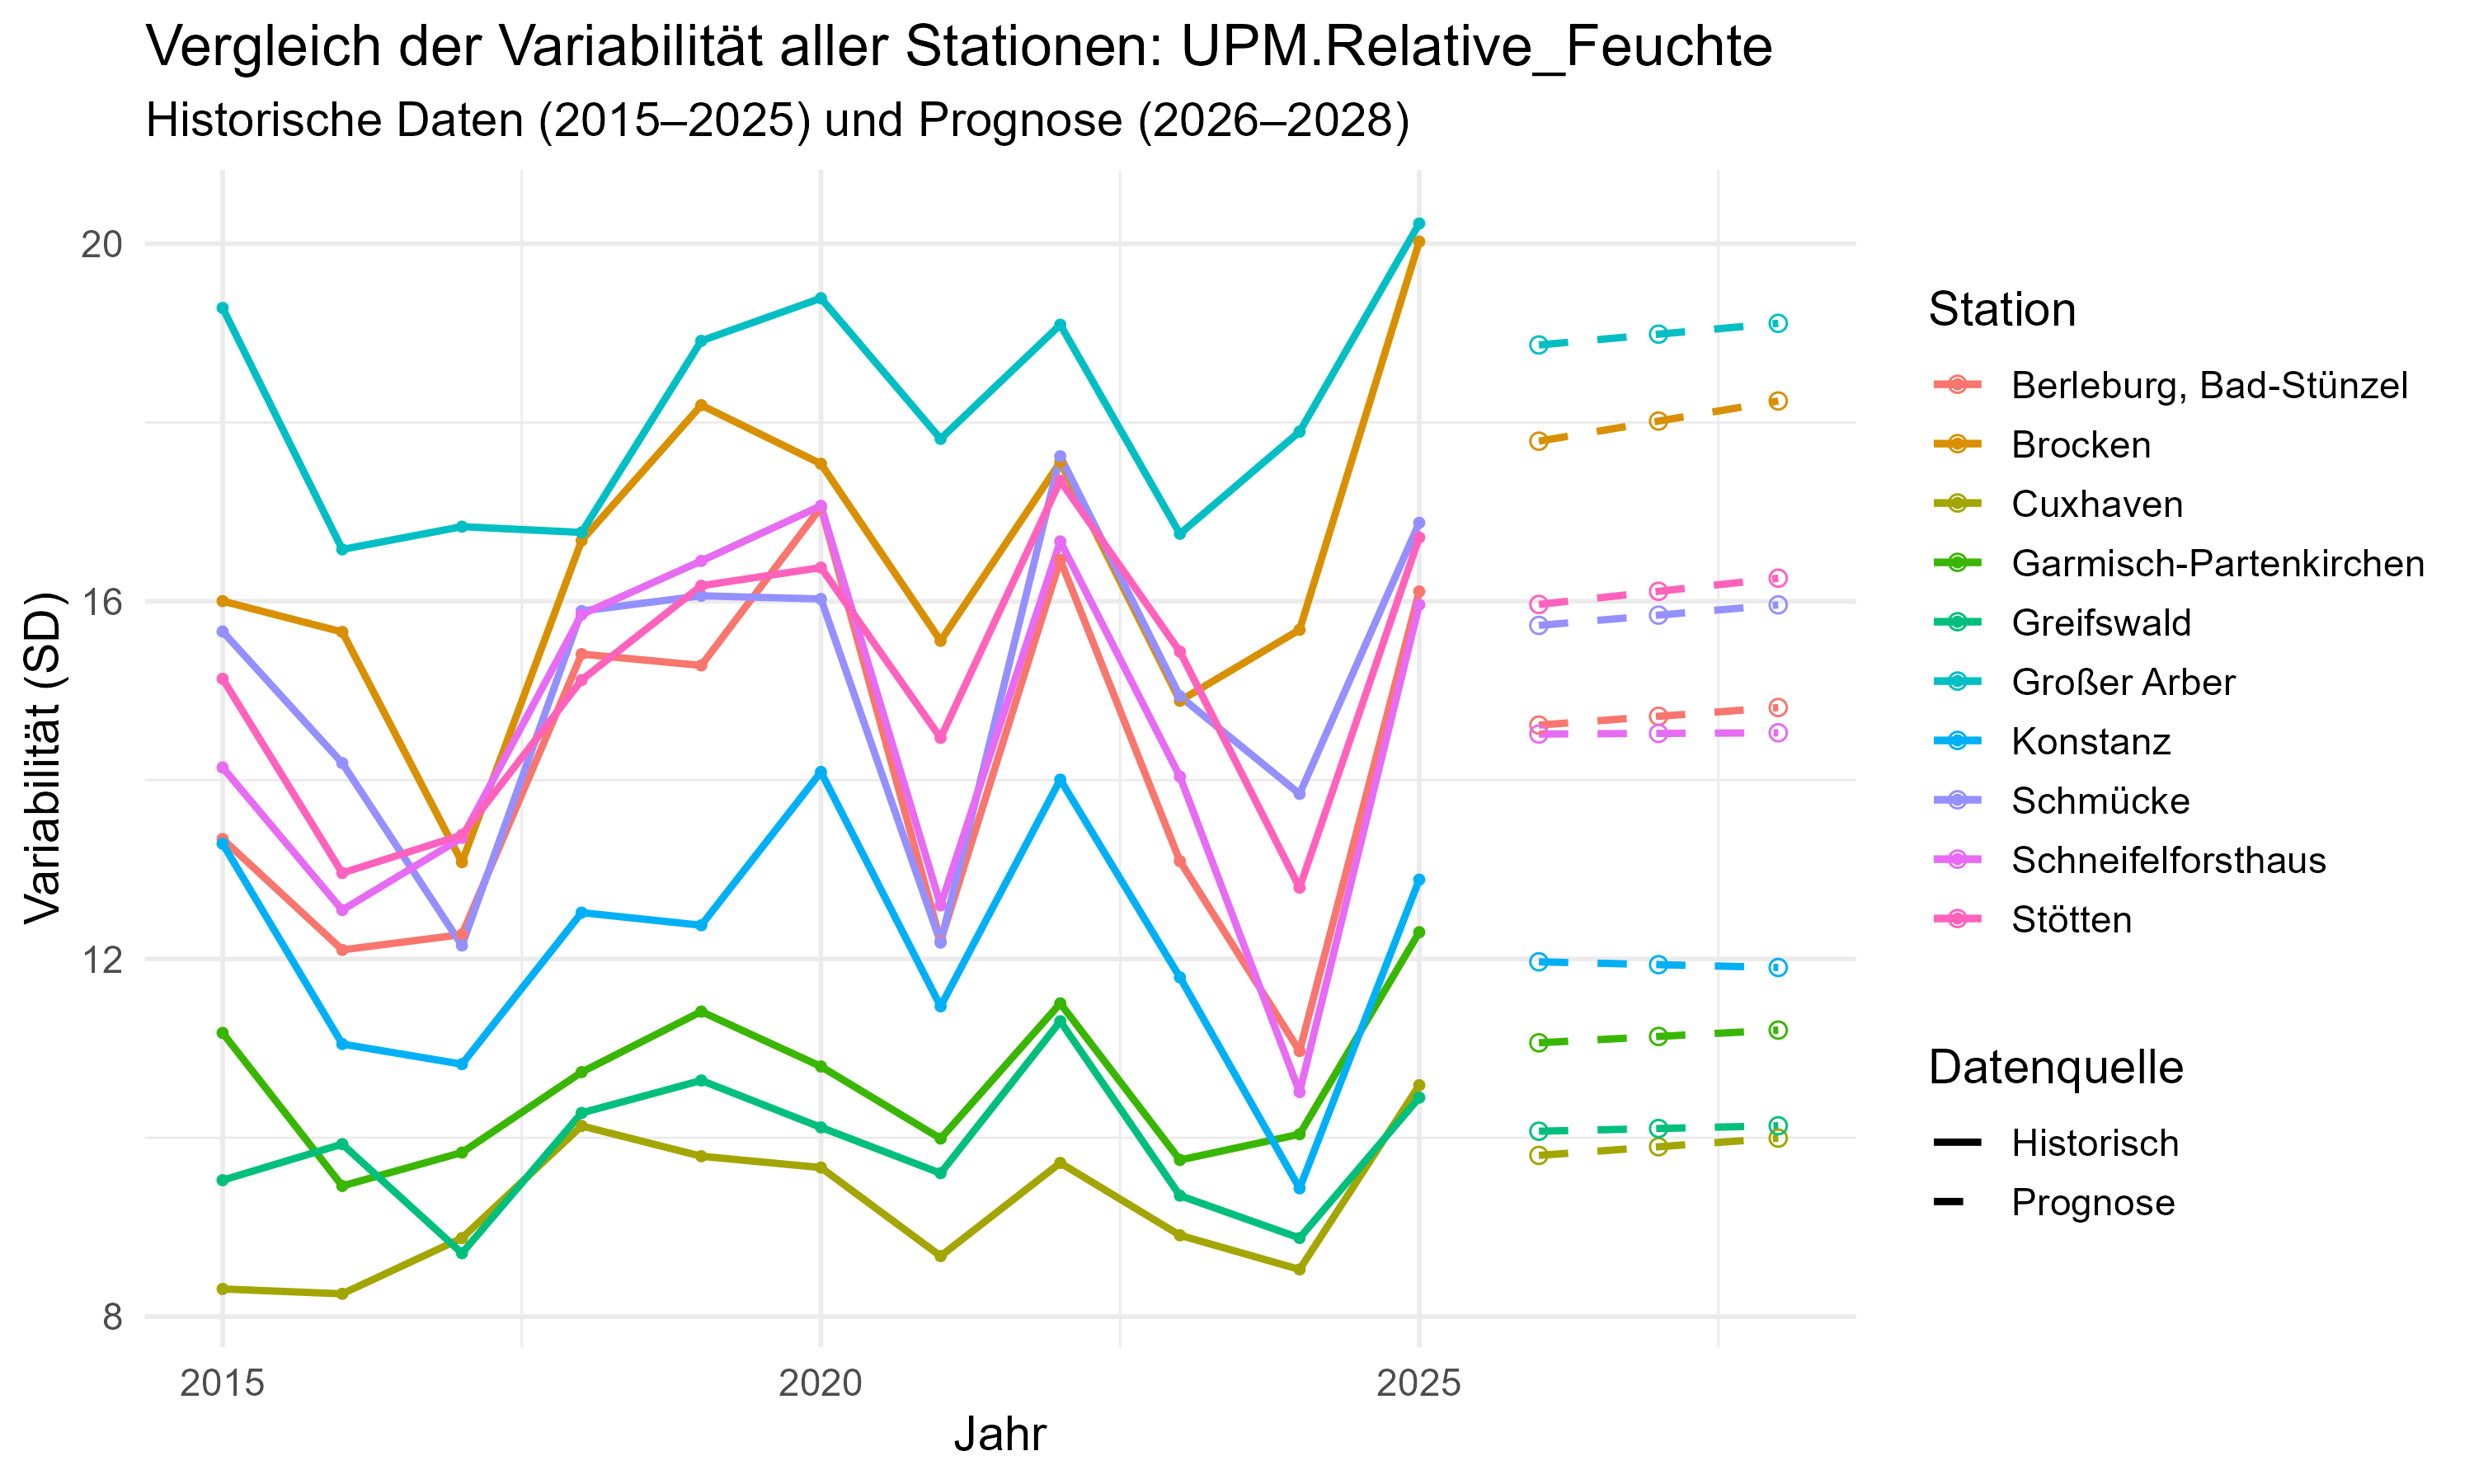 Vergleich der Variabilität aller Stationen: UPM.Relative_Feuchte
Historische Daten (2015–2025) und Prognose (2026–2028)
Variabilität (SD)
20
16
12
8
2015
2020
2025
Jahr
Station
Berleburg, Bad-Stünzel
Brocken
Cuxhaven
Garmisch-Partenkirchen
Greifswald
Großer Arber
Konstanz
Schmücke
Schneifelforsthaus
Stötten
Datenquelle
Historisch
Prognose